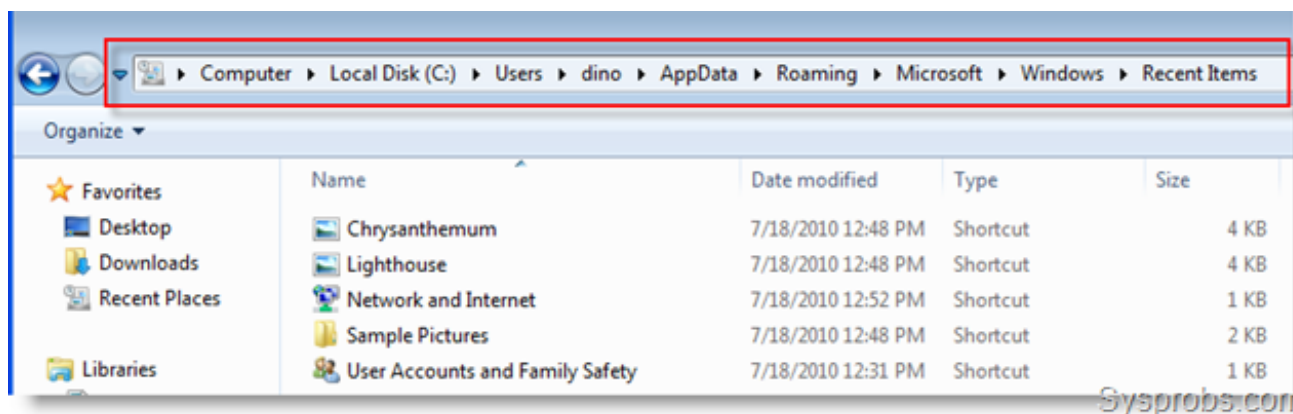 Computer Local Disk (C:) Users dino AppData Roaming Microsoft Windows Recent Items
Organize
Favorites
Desktop
Downloads
Recent Places
Libraries
Name Date modified Type Size
Chrysanthemum 7/18/2010 12:48 PM Shortcut 4 KB
Lighthouse 7/18/2010 12:48 PM Shortcut 4 KB
Network and Internet 7/18/2010 12:52 PM Shortcut 1 KB
Sample Pictures 7/18/2010 12:48 PM Shortcut 2 KB
User Accounts and Family Safety 7/18/2010 12:31 PM Shortcut 1 KB
Sysprobs.com